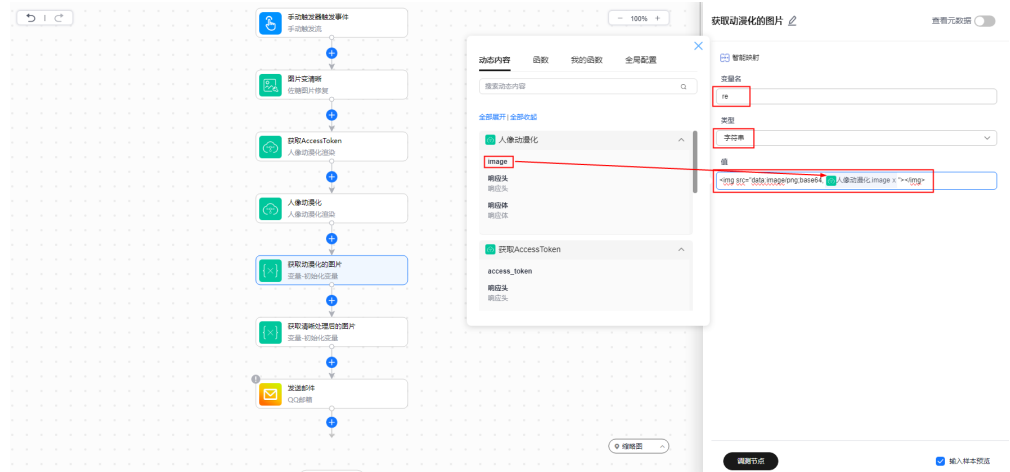 手动触发器触发事件
手动触发流
图片变清晰
佐糖图片修复
获取AccessToken
人像动漫化渲染
人像动漫化
人像动漫化渲染
获取动漫化的图片
变量-初始化变量
获取清晰处理后的图片
变量-初始化变量
发送邮件
QQ邮箱
− 100% +
动态内容 函数 我的函数 全局配置
搜索动态内容
全部展开|全部收起
人像动漫化
image
响应头
响应头
响应体
响应体
获取AccessToken
access_token
响应头
响应头
缩略图
获取动漫化的图片
查看元数据
智能映射
变量名
re
类型
字符串
值
<img src="data:image/png;base64, 人像动漫化.image x "></img>
调测节点
输入样本预览